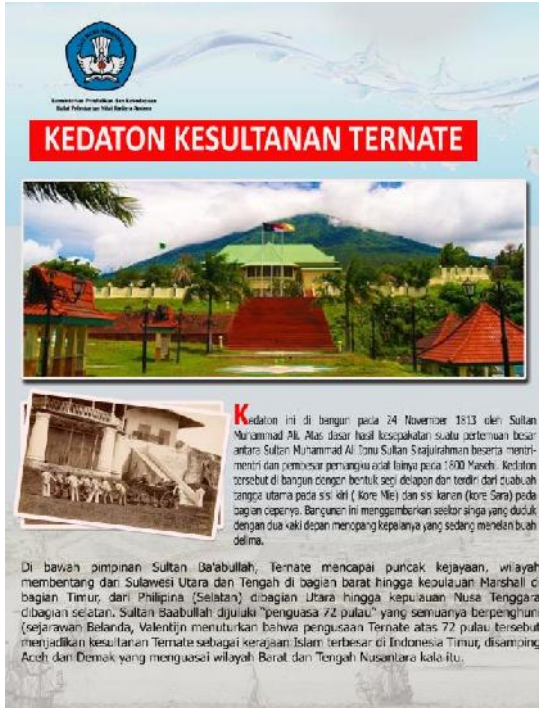 Kementerian Pendidikan dan Kebudayaan
Balai Pelestarian Nilai Budaya
KEDATON KESULTANAN TERNATE
Kedaton ini di bangun pada 24 November 1813 oleh Sultan
Muhammad Ali. Atas dasar hasil kesepakatan suatu pertemuan besar
antara Sultan Muhammad Ali Ibnu Sultan Sirajuirahman beserta mentri-
mentri dan pembesar pemangku adat lainya pada 1800 Masehi. Kedaton
tersebut di bangun dengan bentuk segi delapan dan terdiri dari duabuah
tangga utama pada sisi kiri ( Kore Mie) dan sisi kanan (kore Sara) pada
bagian depanya. Bangunan ini menggambarkan seekor singa yang duduk
dengan dua kaki depan menopang kepalanya yang sedang menelan buah
delima.
Di bawah pimpinan Sultan Ba'abullah, Ternate mencapai puncak kejayaan, wilayah
membentang dari Sulawesi Utara dan Tengah di bagian barat hingga kepulauan Marshall di
bagian Timur, dari Philipina (Selatan) dibagian Utara hingga kepulauan Nusa Tenggara
dibagian selatan. Sultan Baabullah dijuluki "penguasa 72 pulau" yang semuanya berpenghuni
(sejarawan Belanda, Valentijn menuturkan bahwa pengusaan Ternate atas 72 pulau tersebut
menjadikan kesultanan Ternate sebagai kerajaan Islam terbesar di Indonesia Timur, disamping
Aceh dan Demak yang menguasai wilayah Barat dan Tengah Nusantara kala itu.